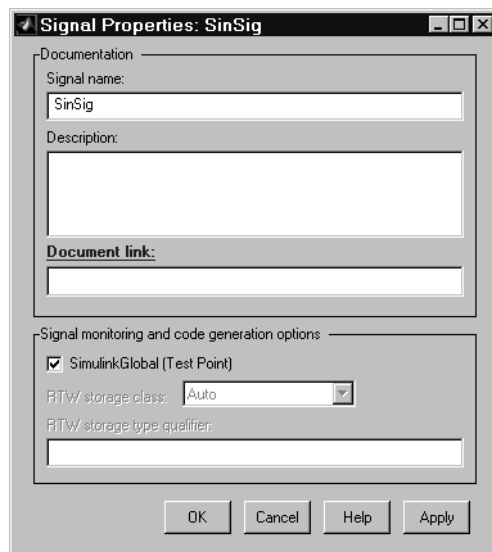 Signal Properties: SinSig
Documentation
Signal name:
SinSig
Description:
Document link:
Signal monitoring and code generation options
SimulinkGlobal (Test Point)
RTW storage class: Auto
RTW storage type qualifier:
OK Cancel Help Apply